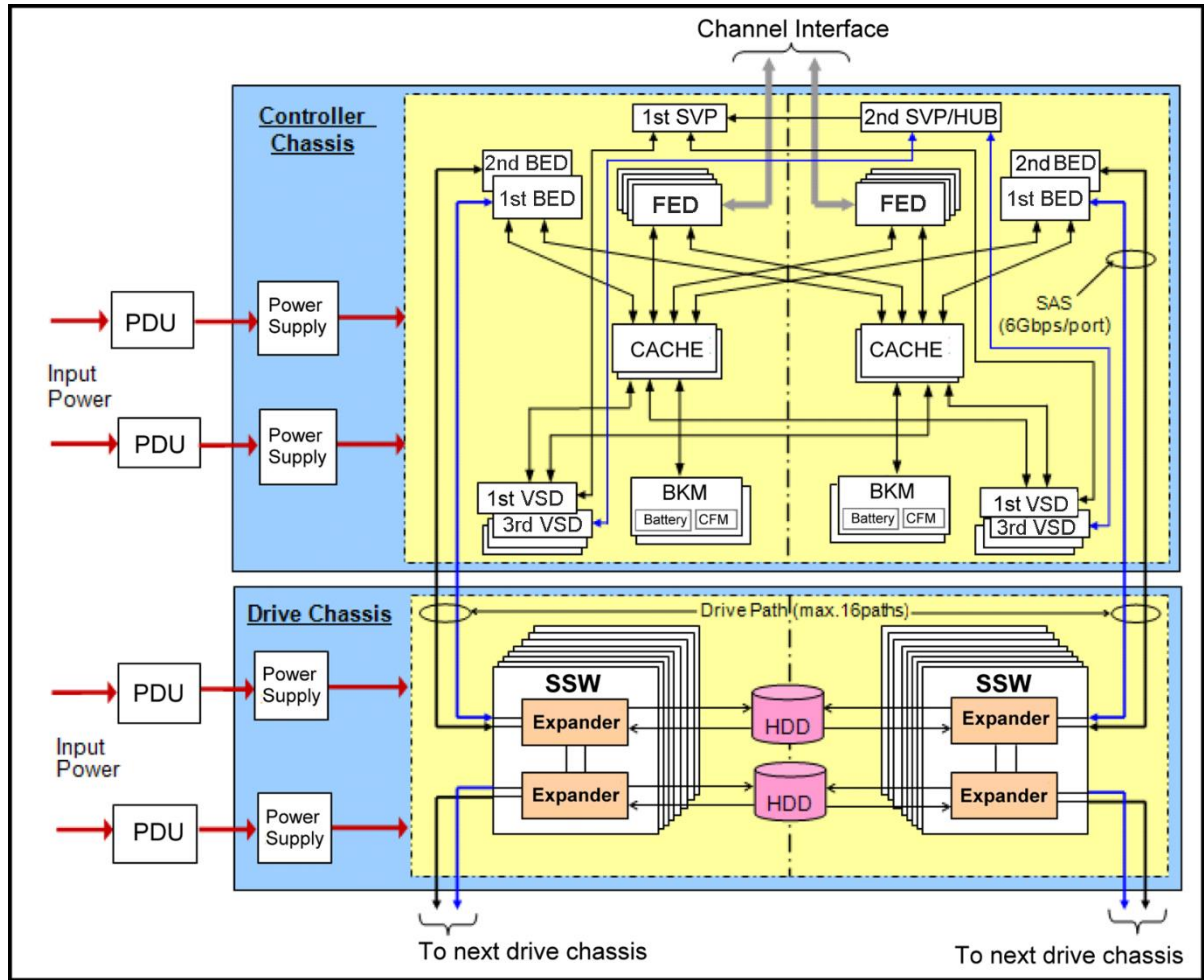 Channel Interface
Controller
Chassis
1st SVP
2nd SVP/HUB
2nd BED
1st BED
FED
FED
2nd BED
1st BED
SAS
(6Gbps/port)
PDU
Power
Supply
Input
Power
PDU
Power
Supply
CACHE
CACHE
1st VSD
3rd VSD
BKM
Battery
CFM
BKM
Battery
CFM
1st VSD
3rd VSD
Drive Chassis
Drive Path (max.16paths)
PDU
Power
Supply
Input
Power
PDU
Power
Supply
SSW
Expander
Expander
HDD
HDD
SSW
Expander
Expander
To next drive chassis
To next drive chassis